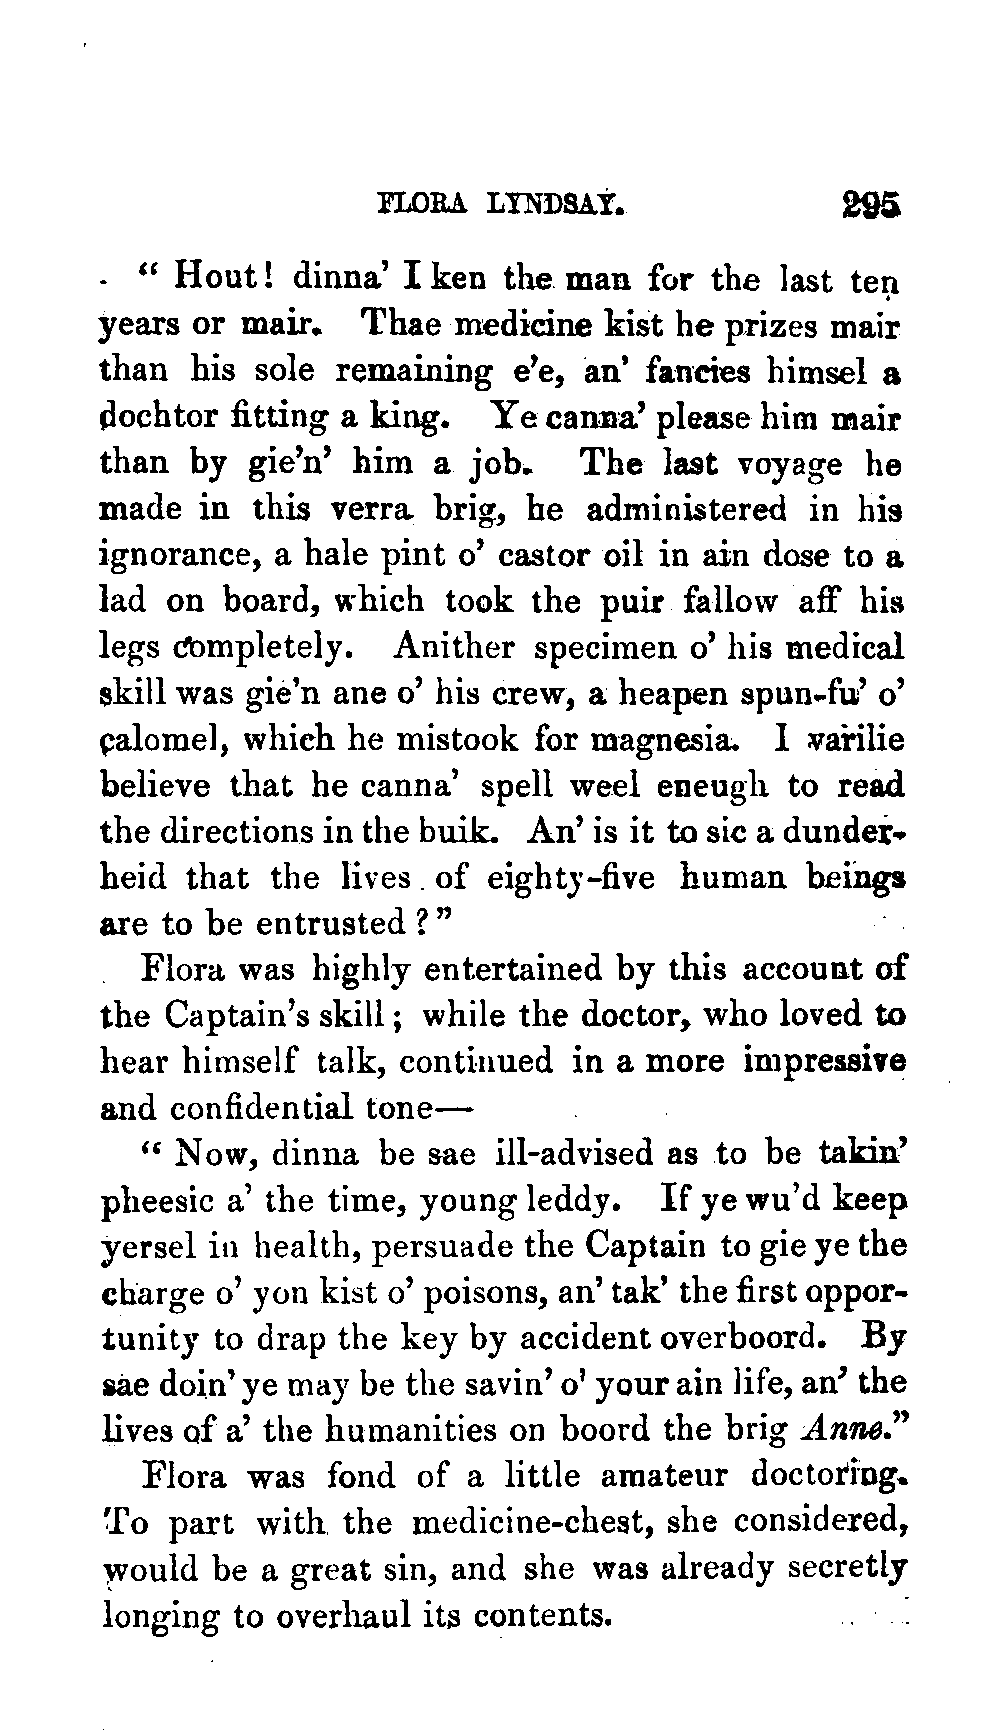 FLORA LYNDSAY. 295
“ Hout! dinna’ I ken the man for the last ten
years or mair. Thae medicine kist he prizes mair
than his sole remaining e’e, an’ fancies himsel a
dochtor fitting a king. Ye canna’ please him mair
than by gie’n’ him a job. The last voyage he
made in this verra brig, he administered in his
ignorance, a hale pint o’ castor oil in ain dose to a
lad on board, which took the puir fallow aff his
legs completely. Anither specimen o’ his medical
skill was gie’n ane o’ his crew, a heapen spun-fu’ o’
calomel, which he mistook for magnesia. I varilie
believe that he canna’ spell weel eneugh to read
the directions in the buik. An’ is it to sic a dunder-
heid that the lives of eighty-five human beings
are to be entrusted ?”
Flora was highly entertained by this account of
the Captain’s skill ; while the doctor, who loved to
hear himself talk, continued in a more impressive
and confidential tone—
“ Now, dinna be sae ill-advised as to be takin’
pheesic a’ the time, young leddy. If ye wu’d keep
yersel in health, persuade the Captain to gie ye the
charge o’ yon kist o’ poisons, an’ tak’ the first oppor-
tunity to drap the key by accident overboord. By
sae doin’ ye may be the savin’ o’ your ain life, an’ the
lives of a’ the humanities on boord the brig Anne.”
Flora was fond of a little amateur doctoring.
To part with the medicine-chest, she considered,
would be a great sin, and she was already secretly
longing to overhaul its contents.